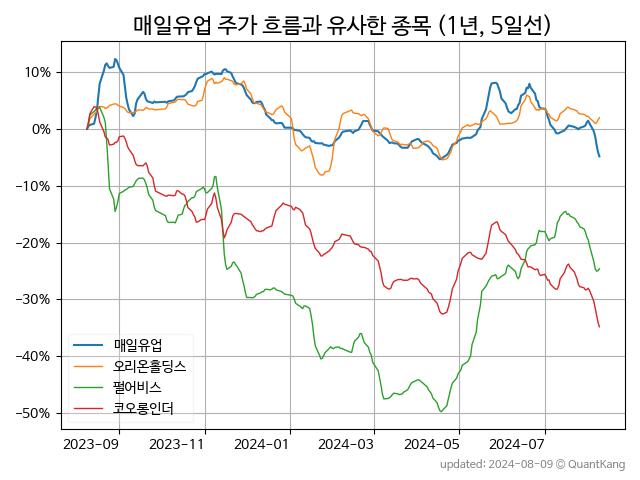 매일유업 주가 흐름과 유사한 종목 (1년, 5일선)
10%
0%
−10%
−20%
−30%
−40%
−50%
매일유업
오리온홀딩스
펄어비스
코오롱인더
2023-09
2023-11
2024-01
2024-03
2024-05
2024-07
updated: 2024-08-09 © QuantKang